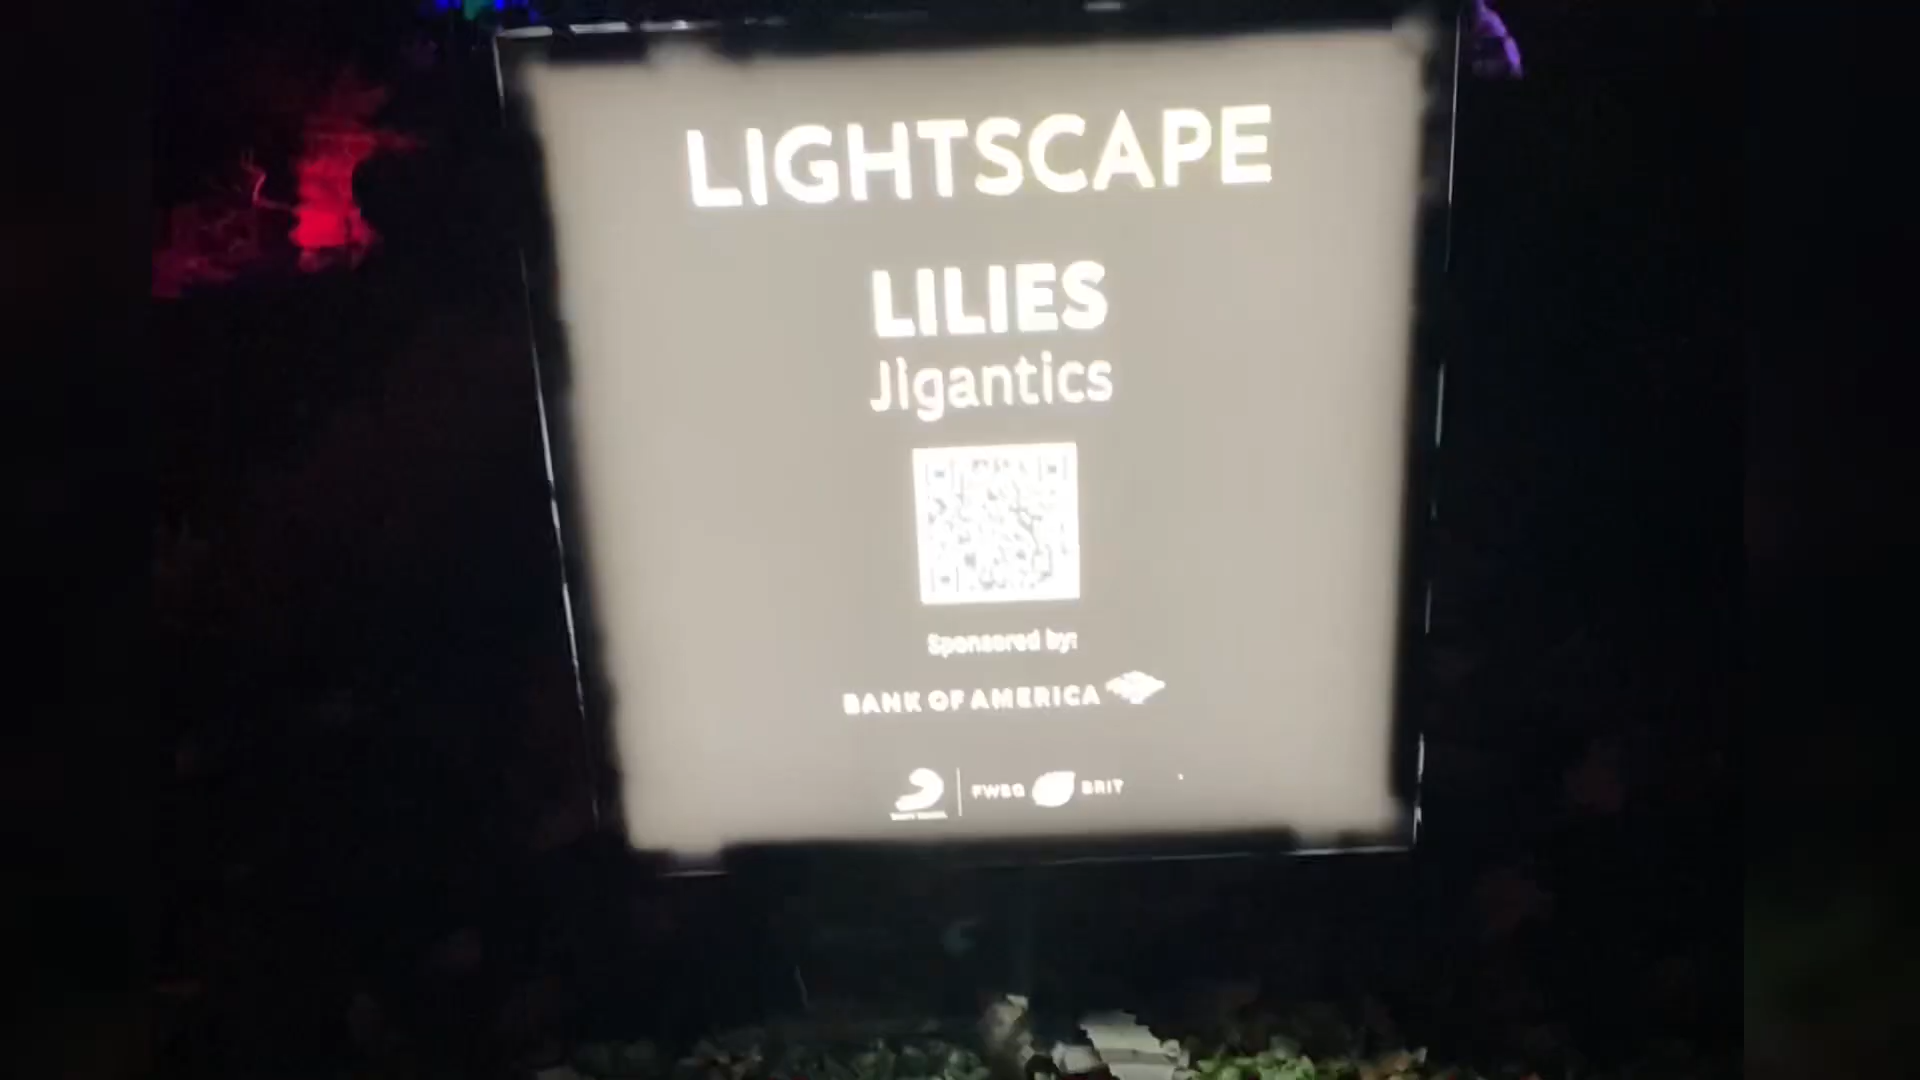 LIGHTSCAPE
LILIES
Jigantics
Sponsored by:
BANK OF AMERICA
FWBG BRIT